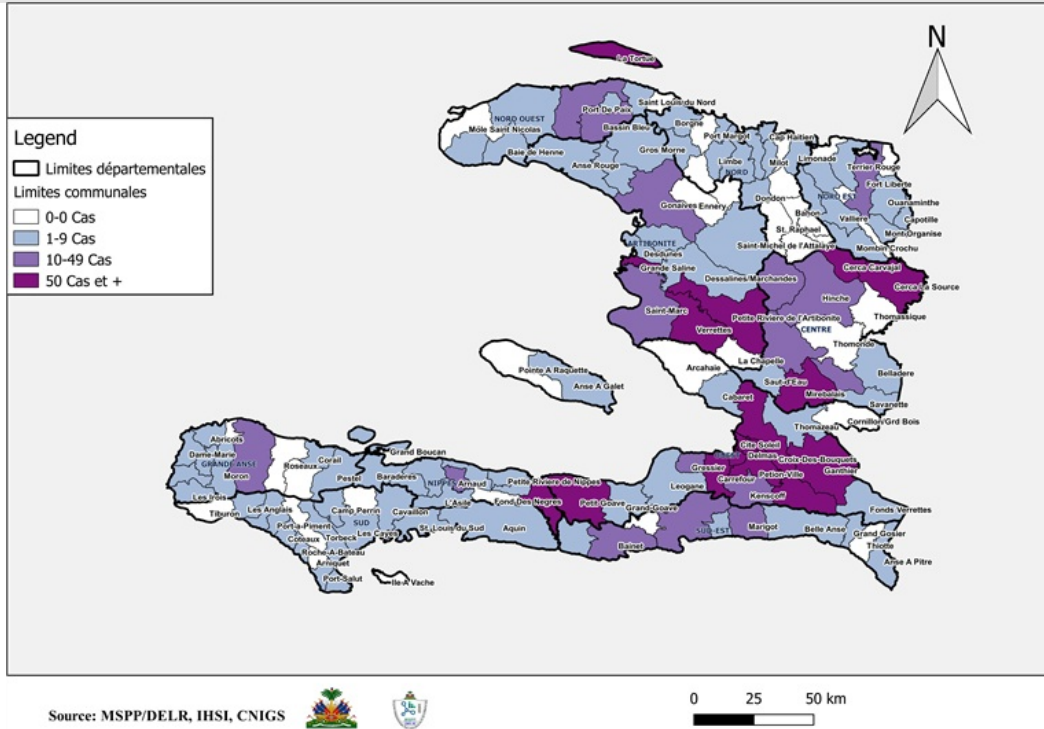 N
Legend
Limites départementales
Limites communales
0-0 Cas
1-9 Cas
10-49 Cas
50 Cas et +
La Tortue
Saint Louis du Nord
Port De Paix
NORD OUEST
Môle Saint Nicolas
Bassin Bleu
Borgne
Port Margot
Cap Haïtien
Baie de Henne
Gros Morne
Limbe
Milot
Limonade
Terrier Rouge
Anse Rouge
NORD
Fort Liberte
NORD EST
Ouanaminthe
Gonaives
Ennery
Dondon
Bahon
Valliere
Capotille
St. Raphael
Mont Organise
ARTIBONITE
Saint-Michel de l'Attalaye
Mombin Crochu
Desdunes
Grande Saline
Dessalines/Marchandes
Cerca Carvajal
Cerca La Source
Hinche
Saint-Marc
Petite Rivière de l'Artibonite
Thomassique
Verrettes
CENTRE
Thomonde
La Chapelle
Arcahaie
Belladere
Pointe A Raquette
Saut-d'Eau
Anse A Galet
Mirebalais
Cabaret
Savanette
Cornillon/Grd Bois
Thomazeau
Abricots
Cite Soleil
Grand Boucan
Delmas
Croix-Des-Bouquets
Dame-Marie
Corail
GRANDE ANSE
Roseaux
Gressier
Petion-Ville
Ganthier
Moron
Pestel
Baraderes
NIPPES
Arnaud
Petite Rivière de Nippes
Carrefour
Leogane
Kenscoff
Les Irois
L'Asile
Fond Des Negres
Petit Goave
Grand-Goave
Fonds Verrettes
Tiburon
Les Anglais
Camp Perrin
Cavaillon
Port-a-Piment
SUD
St Louis du Sud
Aquin
SUD-EST
Marigot
Belle Anse
Grand Gosier
Coteaux
Torbeck
Les Cayes
Bainet
Thiotte
Roche-A-Bateau
Arniquet
Anse A Pitre
Port-Salut
Ile-A Vache
Source: MSPP/DELR, IHSI, CNIGS
0 25 50 km